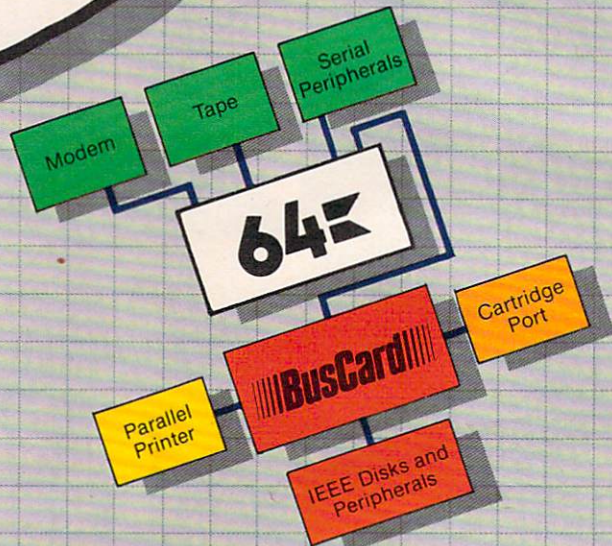 Serial
Peripherals
Tape
Modem
64
Cartridge
Port
BusCard
Parallel
Printer
IEEE Disks and
Peripherals